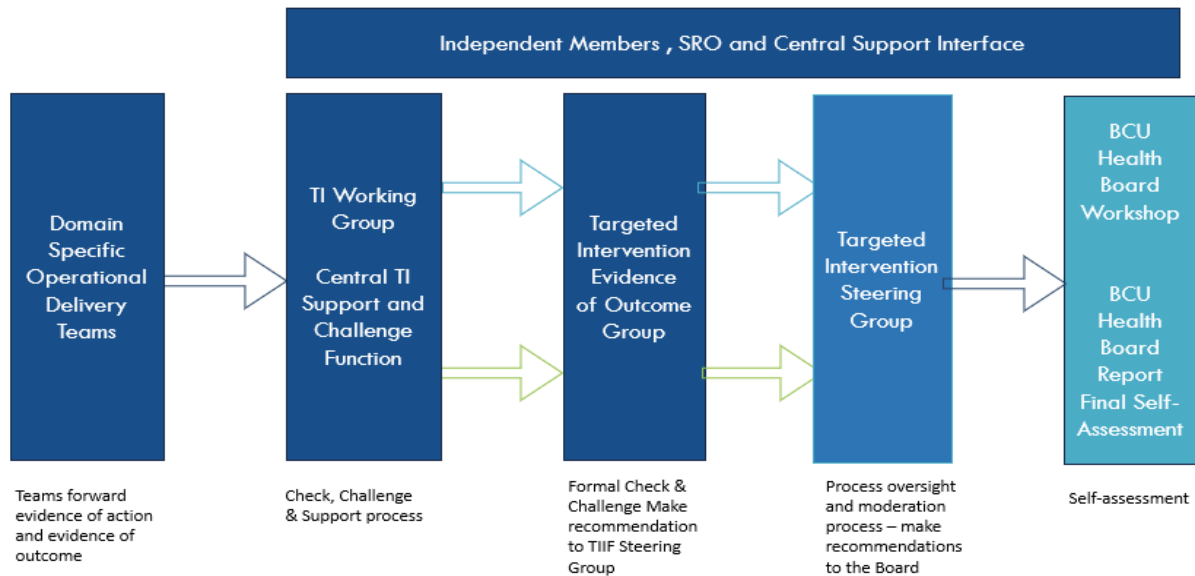 Independent Members , SRO and Central Support Interface
Domain
Specific
Operational
Delivery
Teams
TI Working
Group
Central TI
Support and
Challenge
Function
Targeted
Intervention
Evidence
of Outcome
Group
Targeted
Intervention
Steering
Group
BCU
Health
Board
Workshop
BCU
Health
Board
Report
Final Self-
Assessment
Teams forward
evidence of action
and evidence of
outcome
Check, Challenge
& Support process
Formal Check &
Challenge Make
recommendation
to TIIF Steering
Group
Process oversight
and moderation
process – make
recommendations
to the Board
Self-assessment